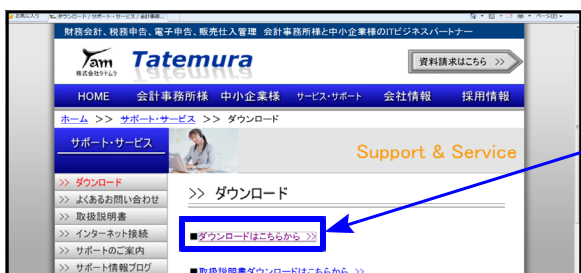 お気に入り
ダウンロード / サポート・サービス / 会計事務...
ページ(P)
財務会計、税務申告、電子申告、販売仕入管理 会計事務所様と中小企業様のITビジネスパートナー
Tam
株式会社タテムラ
Tatemura
資料請求はこちら >>
HOME 会計事務所様 中小企業様 サービス・サポート 会社情報 採用情報
ホーム >> サポート・サービス >> ダウンロード
サポート・サービス
Support & Service
>> ダウンロード
>> よくあるお問い合わせ
>> 取扱説明書
>> インターネット接続
>> サポートのご案内
>> サポート情報ブログ
>> ダウンロード
■ダウンロードはこちらから >>
■取扱説明書ダウンロードはこちらから >>